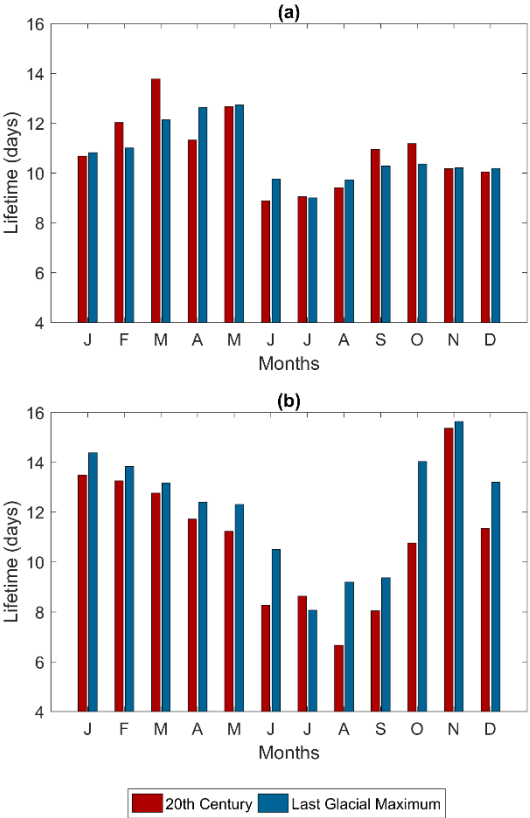 (a)
Lifetime (days)
16
14
12
10
8
6
4
J F M A M J J A S O N D
Months
(b)
Lifetime (days)
16
14
12
10
8
6
4
J F M A M J J A S O N D
Months
20th Century Last Glacial Maximum